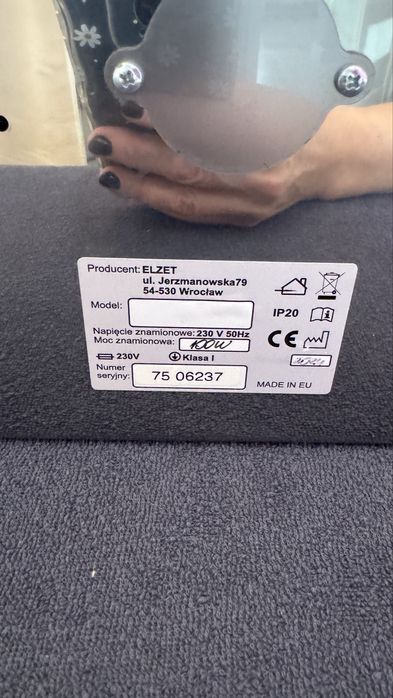 Producent: ELZET
ul. Jerzmanowska79
54-530 Wrocław
Model:
IP20
Napięcie znamionowe: 230 V 50Hz
Moc znamionowa: 100W
CE
230V
Klasa I
Numer
seryjny: 75 06237
MADE IN EU